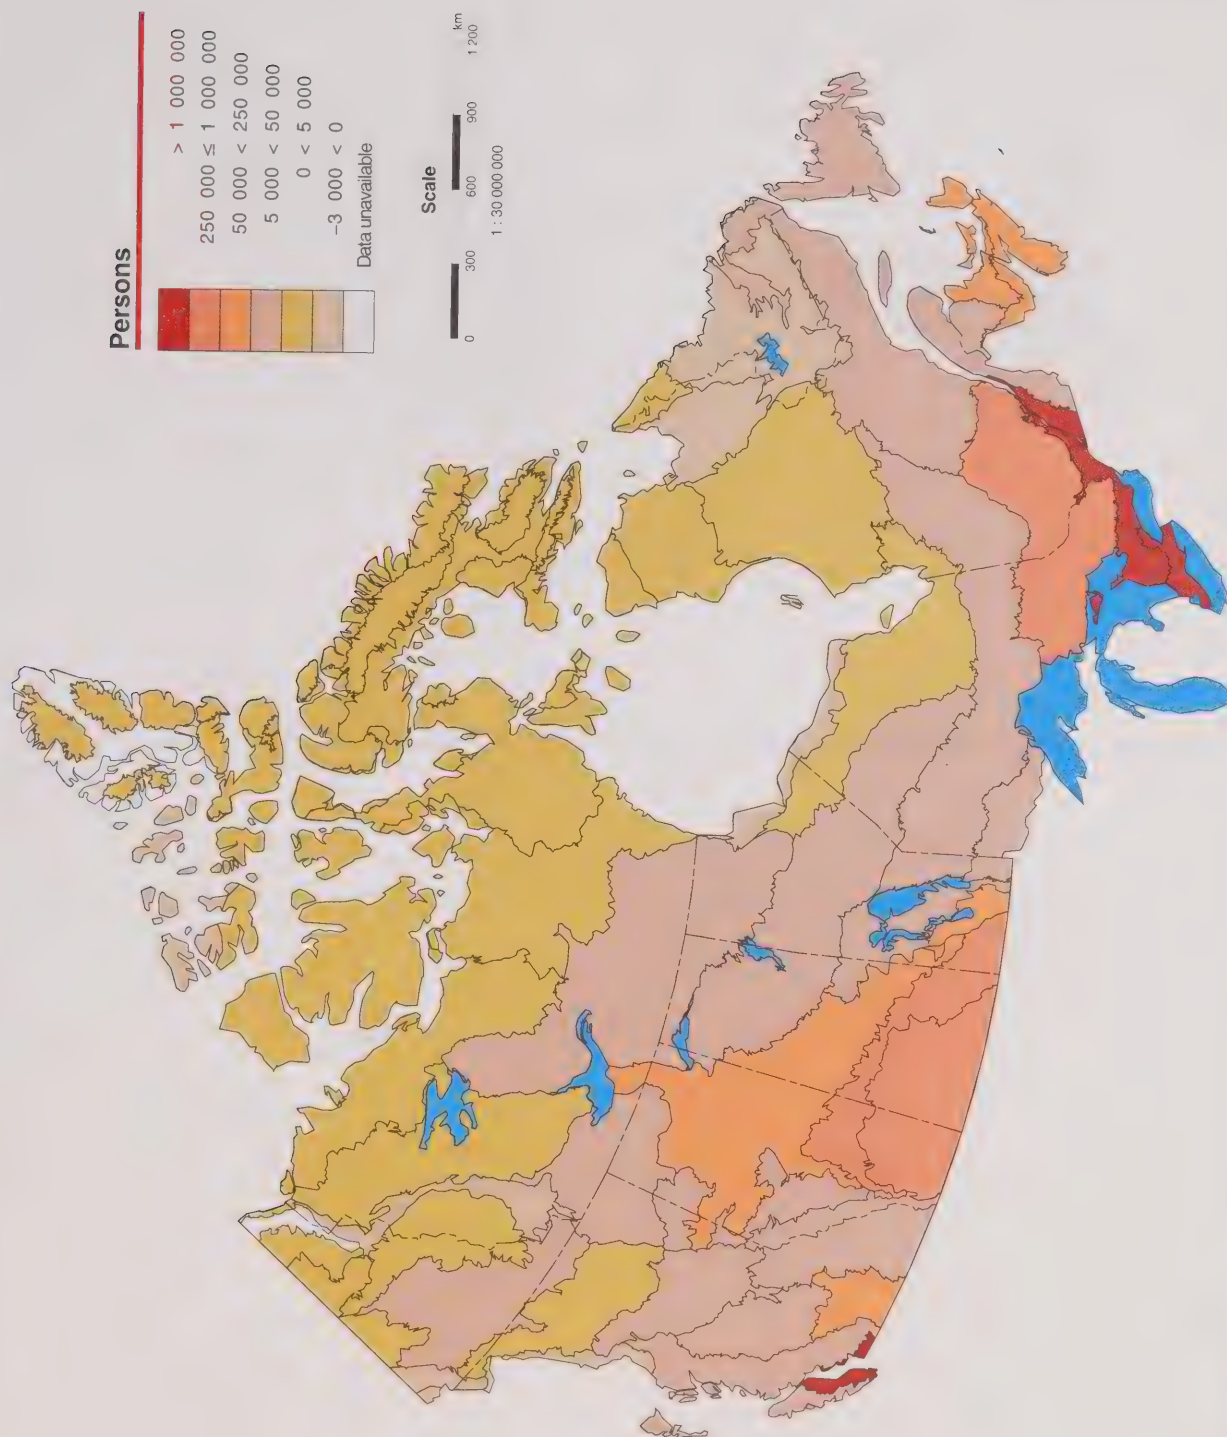 Persons
> 1 000 000
250 000 ≤ 1 000 000
50 000 < 250 000
5 000 < 50 000
0 < 5 000
–3 000 < 0
Data unavailable
Scale
0 300 600 900 1 200 km
1 : 30 000 000